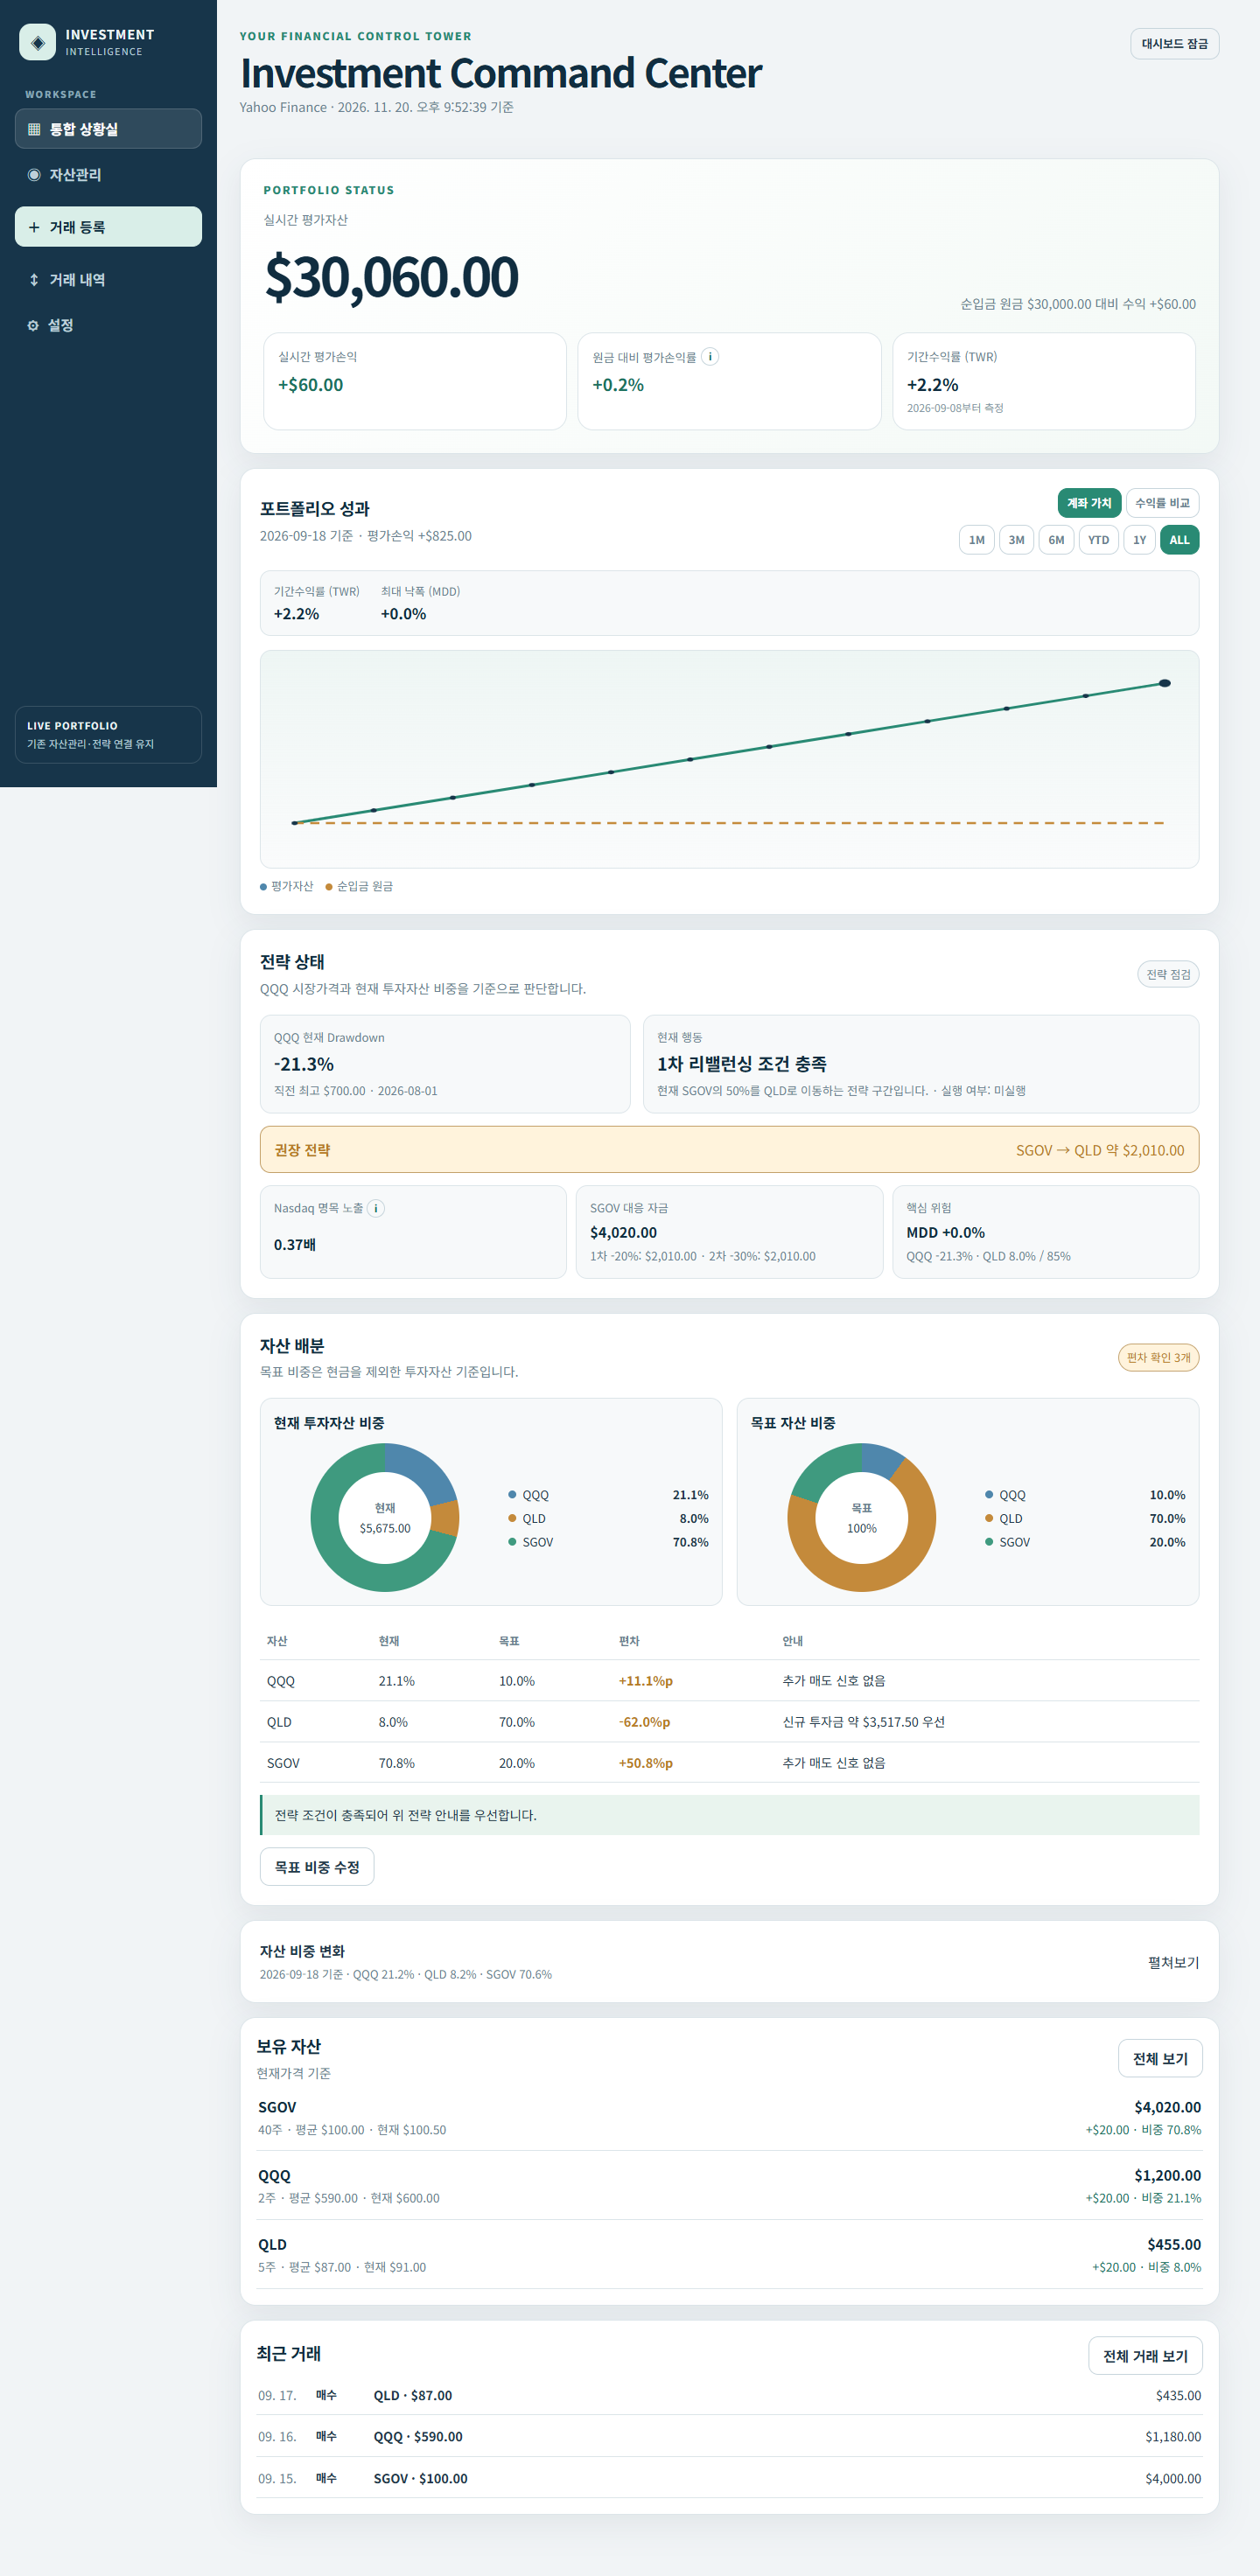 INVESTMENT
INTELLIGENCE
WORKSPACE
통합 상황실
자산관리
+ 거래 등록
거래 내역
설정
LIVE PORTFOLIO
기존 자산관리·전략 연결 유지
YOUR FINANCIAL CONTROL TOWER
Investment Command Center
Yahoo Finance · 2026. 11. 20. 오후 9:52:39 기준
대시보드 잠금
PORTFOLIO STATUS
실시간 평가자산
$30,060.00
순입금 원금 $30,000.00 대비 수익 +$60.00
실시간 평가손익
+$60.00
원금 대비 평가손익률 i
+0.2%
기간수익률 (TWR)
+2.2%
2026-09-08부터 측정
포트폴리오 성과
2026-09-18 기준 · 평가손익 +$825.00
계좌 가치 수익률 비교
1M 3M 6M YTD 1Y ALL
기간수익률 (TWR)
+2.2%
최대 낙폭 (MDD)
+0.0%
평가자산 순입금 원금
전략 상태
QQQ 시장가격과 현재 투자자산 비중을 기준으로 판단합니다.
전략 점검
QQQ 현재 Drawdown
-21.3%
직전 최고 $700.00 · 2026-08-01
현재 행동
1차 리밸런싱 조건 충족
현재 SGOV의 50%를 QLD로 이동하는 전략 구간입니다. · 실행 여부: 미실행
권장 전략 SGOV → QLD 약 $2,010.00
Nasdaq 명목 노출 i
0.37배
SGOV 대응 자금
$4,020.00
1차 -20%: $2,010.00 · 2차 -30%: $2,010.00
핵심 위험
MDD +0.0%
QQQ -21.3% · QLD 8.0% / 85%
자산 배분
목표 비중은 현금을 제외한 투자자산 기준입니다.
편차 확인 3개
현재 투자자산 비중
현재
$5,675.00
QQQ 21.1%
QLD 8.0%
SGOV 70.8%
목표 자산 비중
목표
100%
QQQ 10.0%
QLD 70.0%
SGOV 20.0%
자산 현재 목표 편차 안내
QQQ 21.1% 10.0% +11.1%p 추가 매도 신호 없음
QLD 8.0% 70.0% -62.0%p 신규 투자금 약 $3,517.50 우선
SGOV 70.8% 20.0% +50.8%p 추가 매도 신호 없음
전략 조건이 충족되어 위 전략 안내를 우선합니다.
목표 비중 수정
자산 비중 변화
2026-09-18 기준 · QQQ 21.2% · QLD 8.2% · SGOV 70.6%
펼쳐보기
보유 자산
현재가격 기준
전체 보기
SGOV $4,020.00
40주 · 평균 $100.00 · 현재 $100.50 +$20.00 · 비중 70.8%
QQQ $1,200.00
2주 · 평균 $590.00 · 현재 $600.00 +$20.00 · 비중 21.1%
QLD $455.00
5주 · 평균 $87.00 · 현재 $91.00 +$20.00 · 비중 8.0%
최근 거래
전체 거래 보기
09. 17. 매수 QLD · $87.00 $435.00
09. 16. 매수 QQQ · $590.00 $1,180.00
09. 15. 매수 SGOV · $100.00 $4,000.00